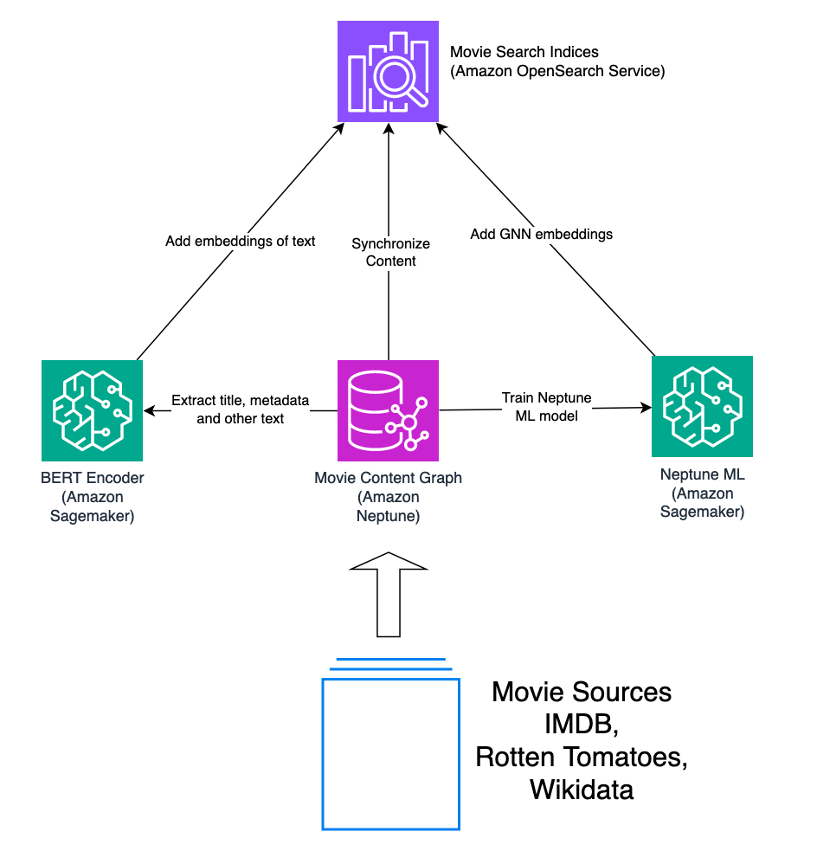 Movie Search Indices
(Amazon OpenSearch Service)
Add embeddings of text
Synchronize
Content
Add GNN embeddings
Extract title, metadata
and other text
Train Neptune
ML model
BERT Encoder
(Amazon
Sagemaker)
Movie Content Graph
(Amazon
Neptune)
Neptune ML
(Amazon
Sagemaker)
Movie Sources
IMDB,
Rotten Tomatoes,
Wikidata